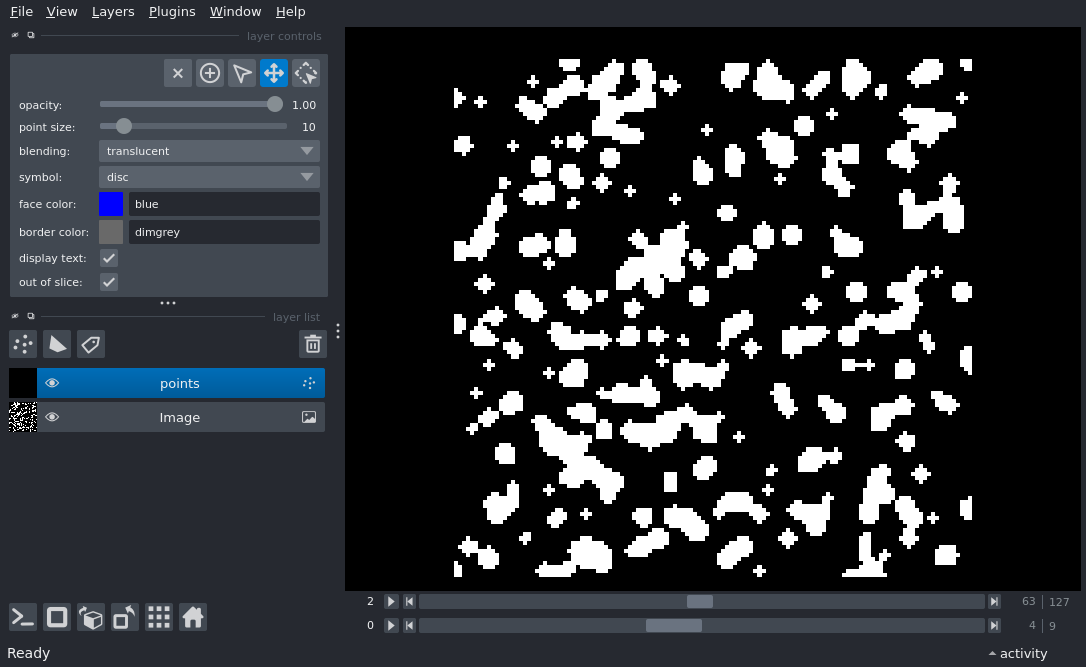 File View Layers Plugins Window Help
layer controls
opacity: 1.00
point size: 10
blending: translucent
symbol: disc
face color: blue
border color: dimgrey
display text:
out of slice:
layer list
points
Image
2 63 127
0 4 9
Ready activity